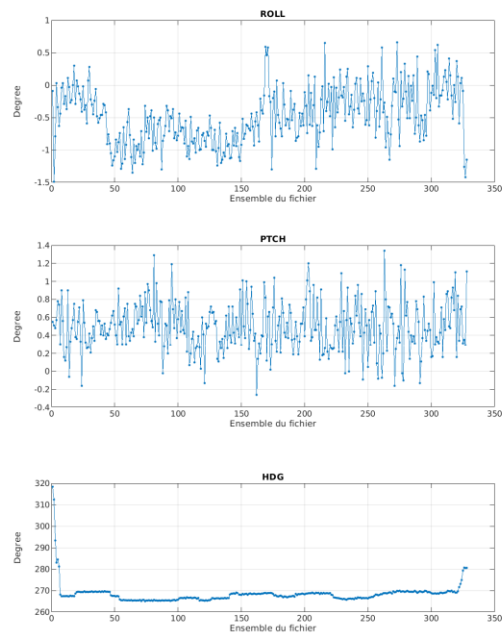 ROLL
1
0.5
0
-0.5
-1
-1.5
Degree
0 50 100 150 200 250 300 350
Ensemble du fichier
PTCH
1.4
1.2
1
0.8
0.6
0.4
0.2
0
-0.2
-0.4
Degree
0 50 100 150 200 250 300 350
Ensemble du fichier
HDG
320
310
300
290
280
270
260
Degree
0 50 100 150 200 250 300 350
Ensemble du fichier